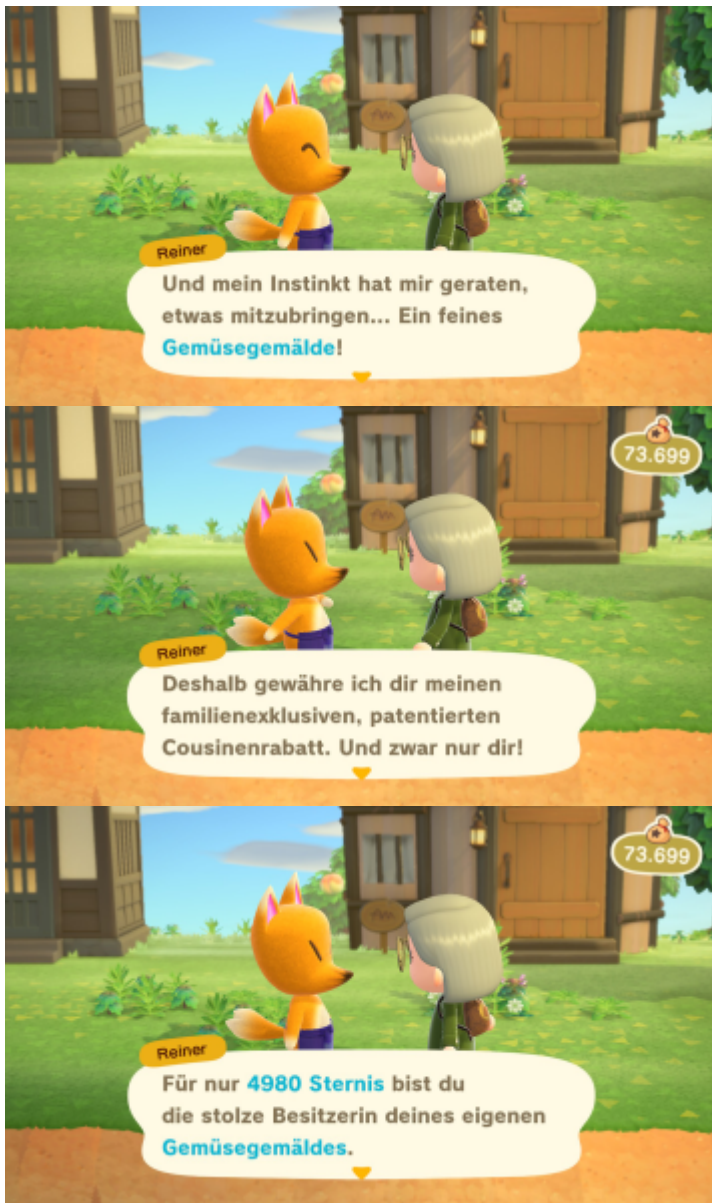 Reiner
Und mein Instinkt hat mir geraten,
etwas mitzubringen... Ein feines
Gemüsegemälde!
73.699
Reiner
Deshalb gewähre ich dir meinen
familienexklusiven, patentierten
Cousinenrabatt. Und zwar nur dir!
73.699
Reiner
Für nur 4980 Sternis bist du
die stolze Besitzerin deines eigenen
Gemüsegemäldes.